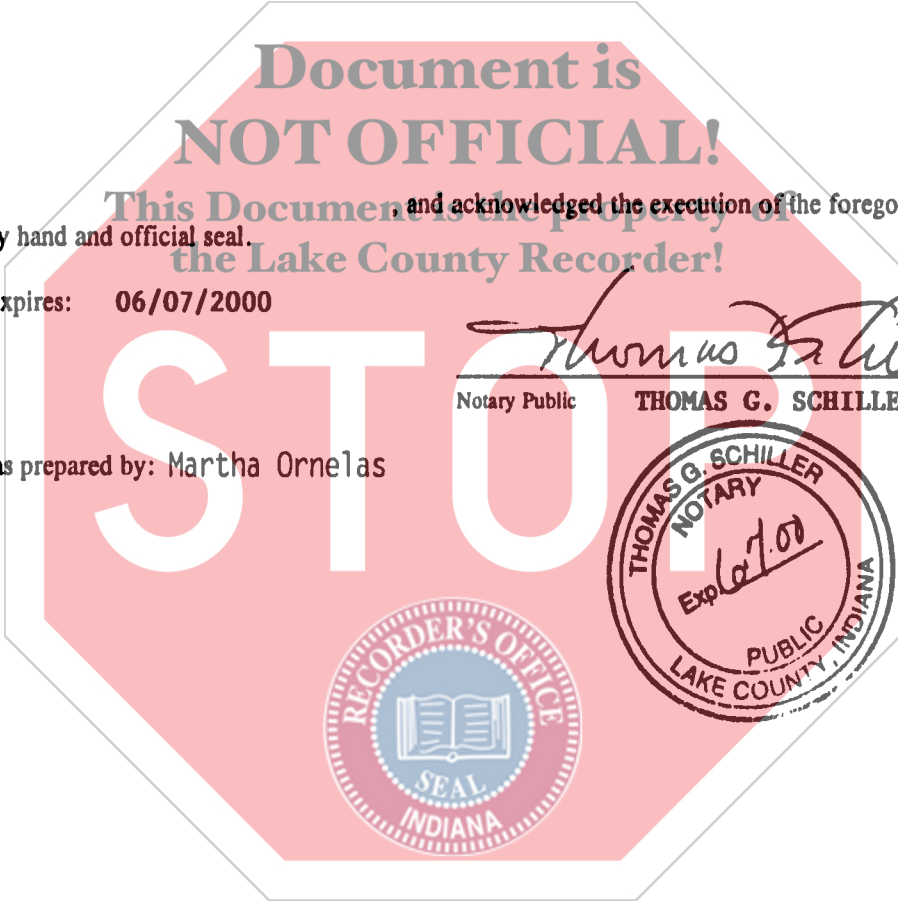 Document is
NOT OFFICIAL!
This Document is the property of
the Lake County Recorder!
, and acknowledged the execution of the forego
y hand and official seal.
xpires: 06/07/2000
Thomas
Notary Public THOMAS G. SCHILLE
s prepared by: Martha Ornelas
STOP
THOMAS G. SCHILLER
NOTARY
Exp 6.7.00
PUBLIC
LAKE COUNTY, INDIANA
RECORDER'S OFFICE
SEAL
INDIANA